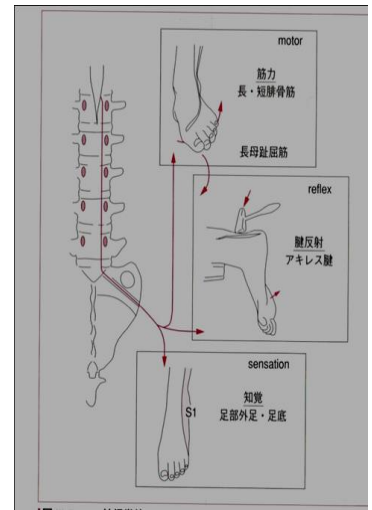 motor
筋力
長・短腓骨筋
長母趾屈筋
reflex
腱反射
アキレス腱
sensation
知覚
S1
足部外足・足底